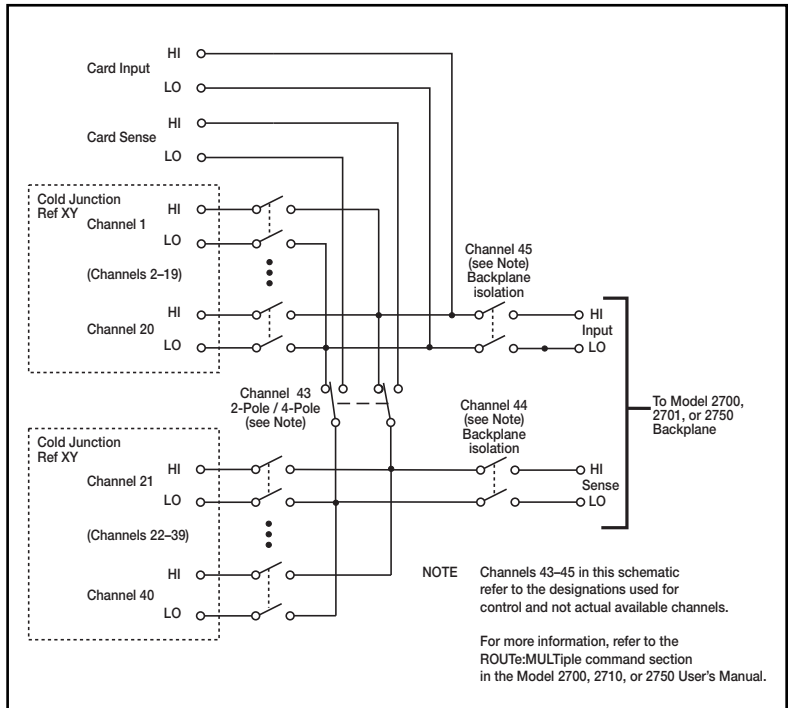 HI
Card Input
LO
HI
Card Sense
LO
Cold Junction
Ref XY
HI
Channel 1
LO
(Channels 2–19)
HI
Channel 20
LO
Channel 45
(see Note)
Backplane
isolation
HI
Input
LO
Channel 43
2-Pole / 4-Pole
(see Note)
Channel 44
(see Note)
Backplane
isolation
To Model 2700,
2701, or 2750
Backplane
Cold Junction
Ref XY
HI
Channel 21
LO
HI
Sense
LO
(Channels 22–39)
HI
Channel 40
LO
NOTE Channels 43–45 in this schematic
refer to the designations used for
control and not actual available channels.
For more information, refer to the
ROUTe:MULTiple command section
in the Model 2700, 2710, or 2750 User's Manual.